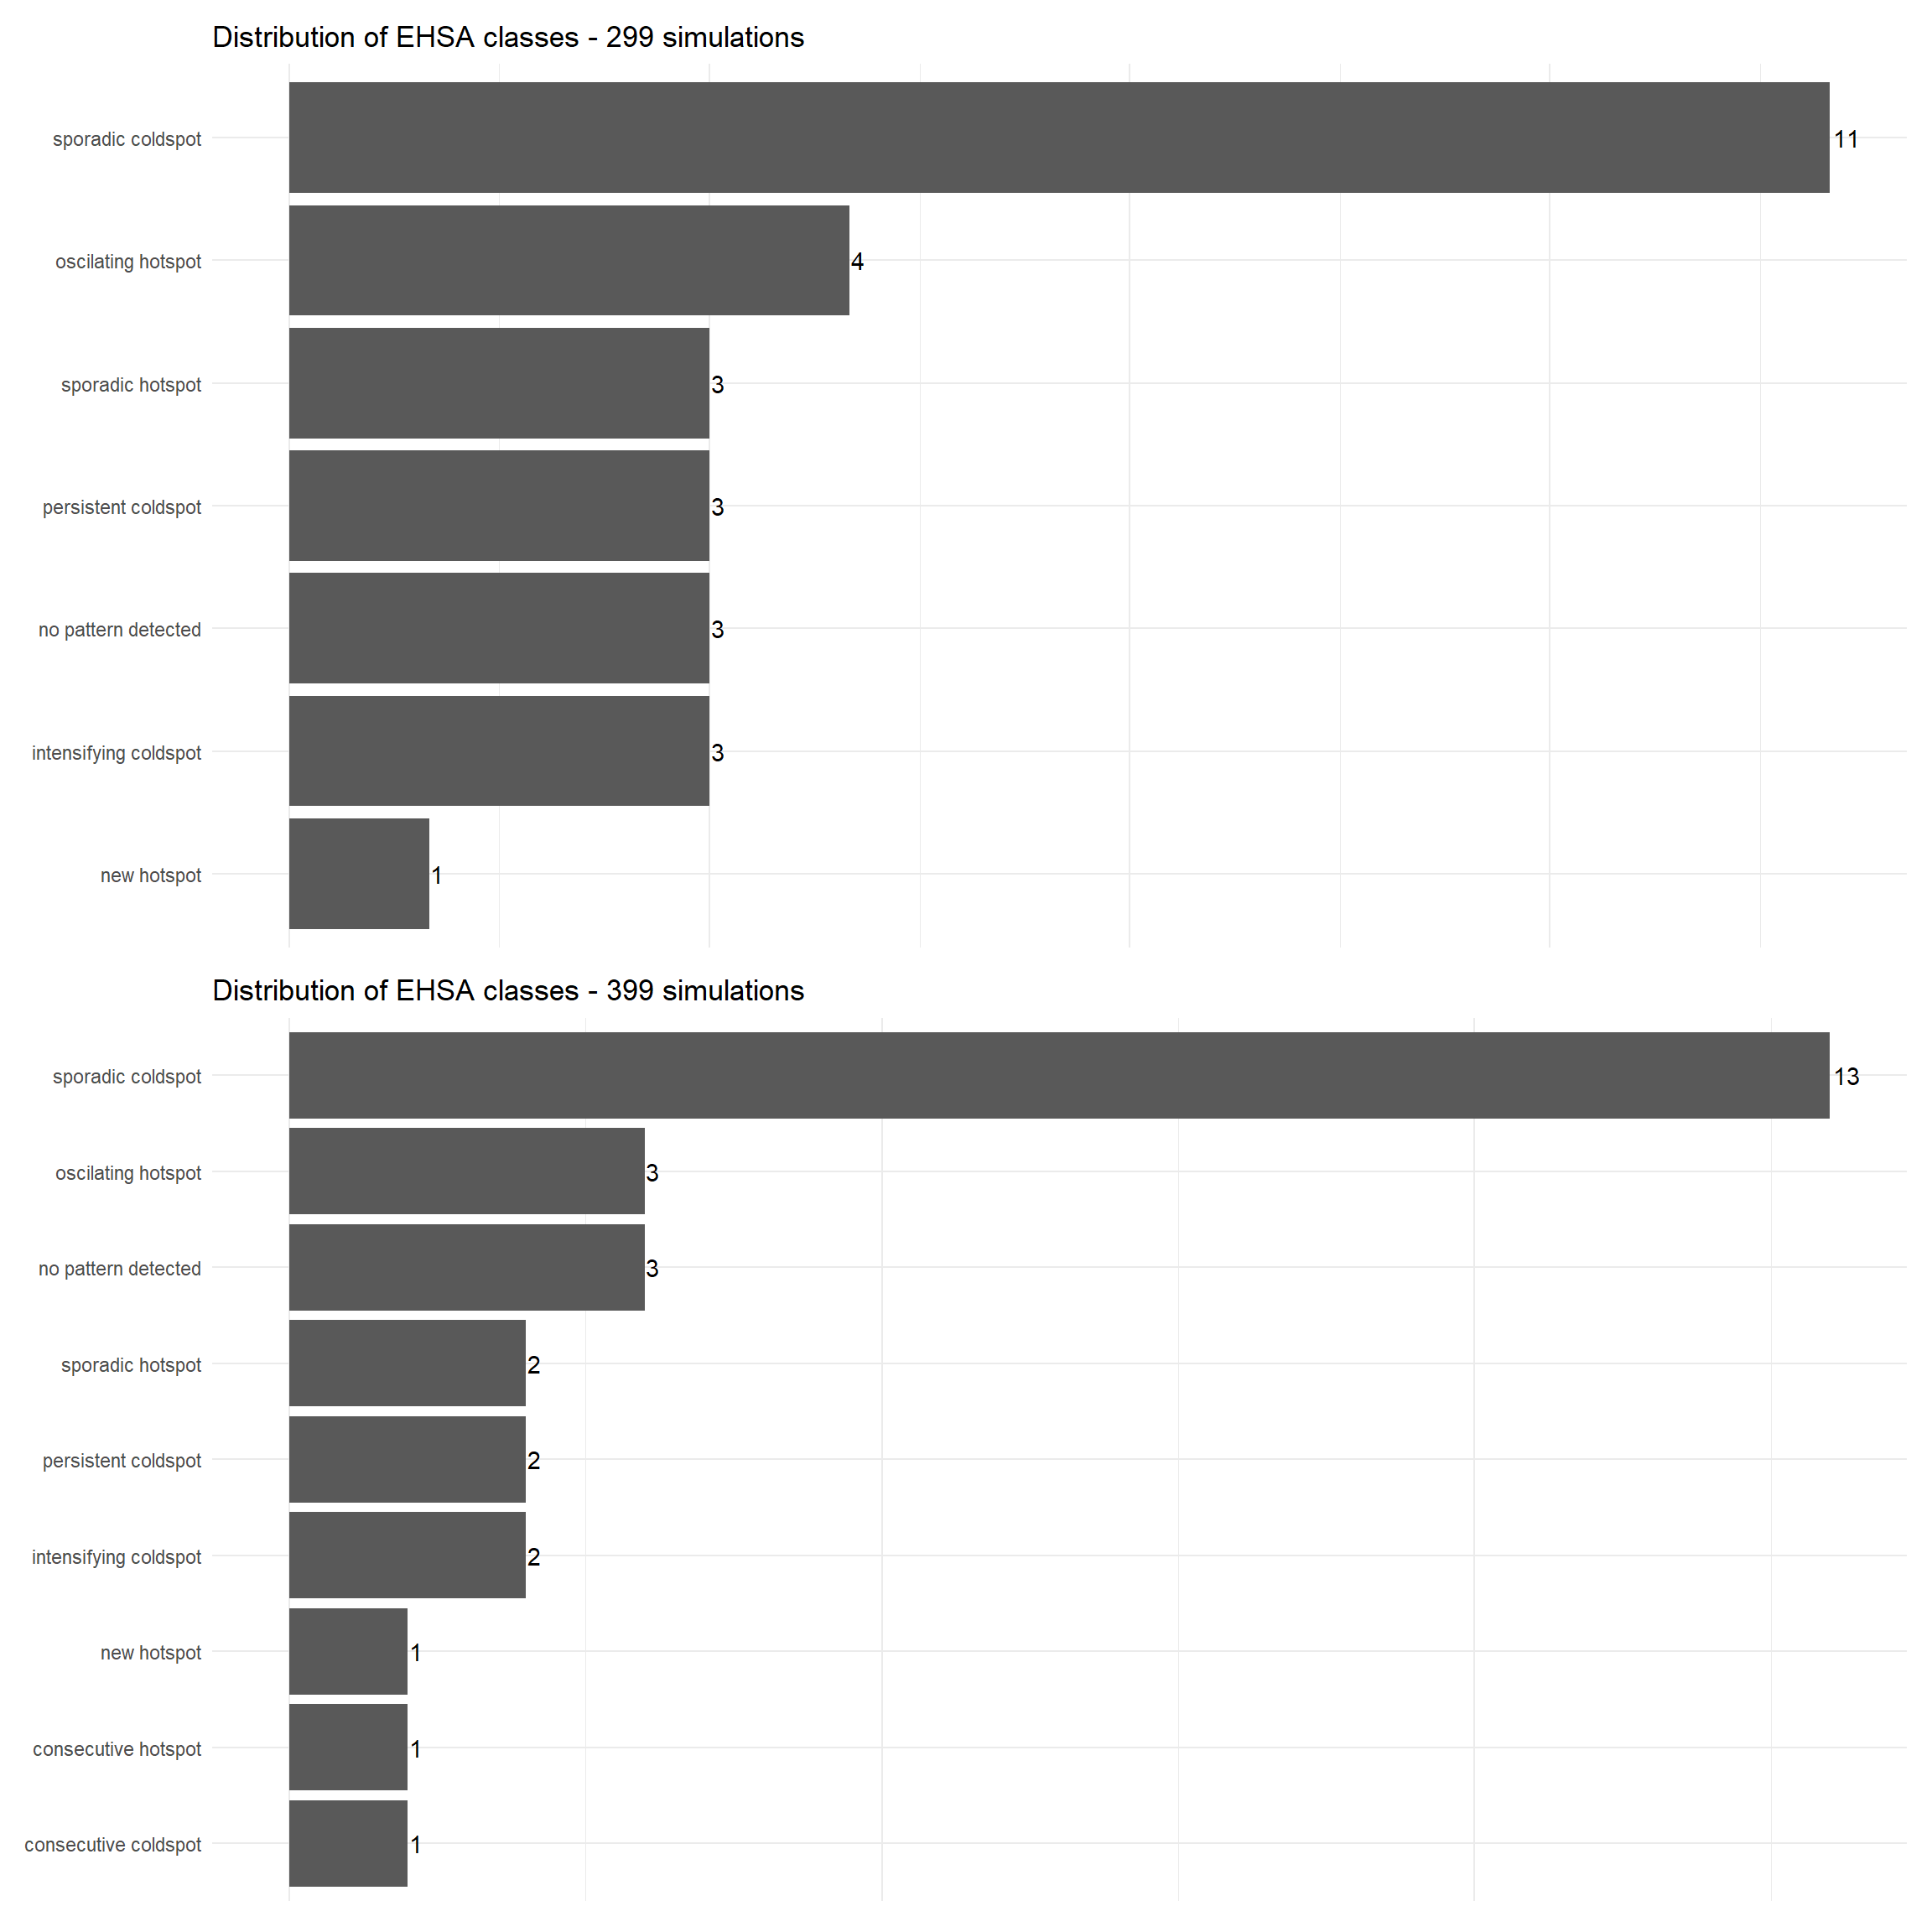 Distribution of EHSA classes - 299 simulations
sporadic coldspot 11
oscilating hotspot 4
sporadic hotspot 3
persistent coldspot 3
no pattern detected 3
intensifying coldspot 3
new hotspot 1
Distribution of EHSA classes - 399 simulations
sporadic coldspot 13
oscilating hotspot 3
no pattern detected 3
sporadic hotspot 2
persistent coldspot 2
intensifying coldspot 2
new hotspot 1
consecutive hotspot 1
consecutive coldspot 1